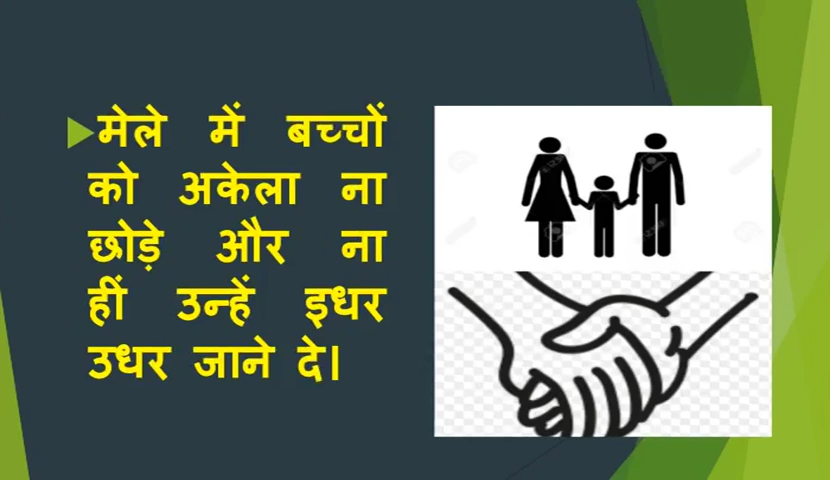 मेले में बच्चों
को अकेला ना
छोड़े और ना
हीं उन्हें इधर
उधर जाने दे।